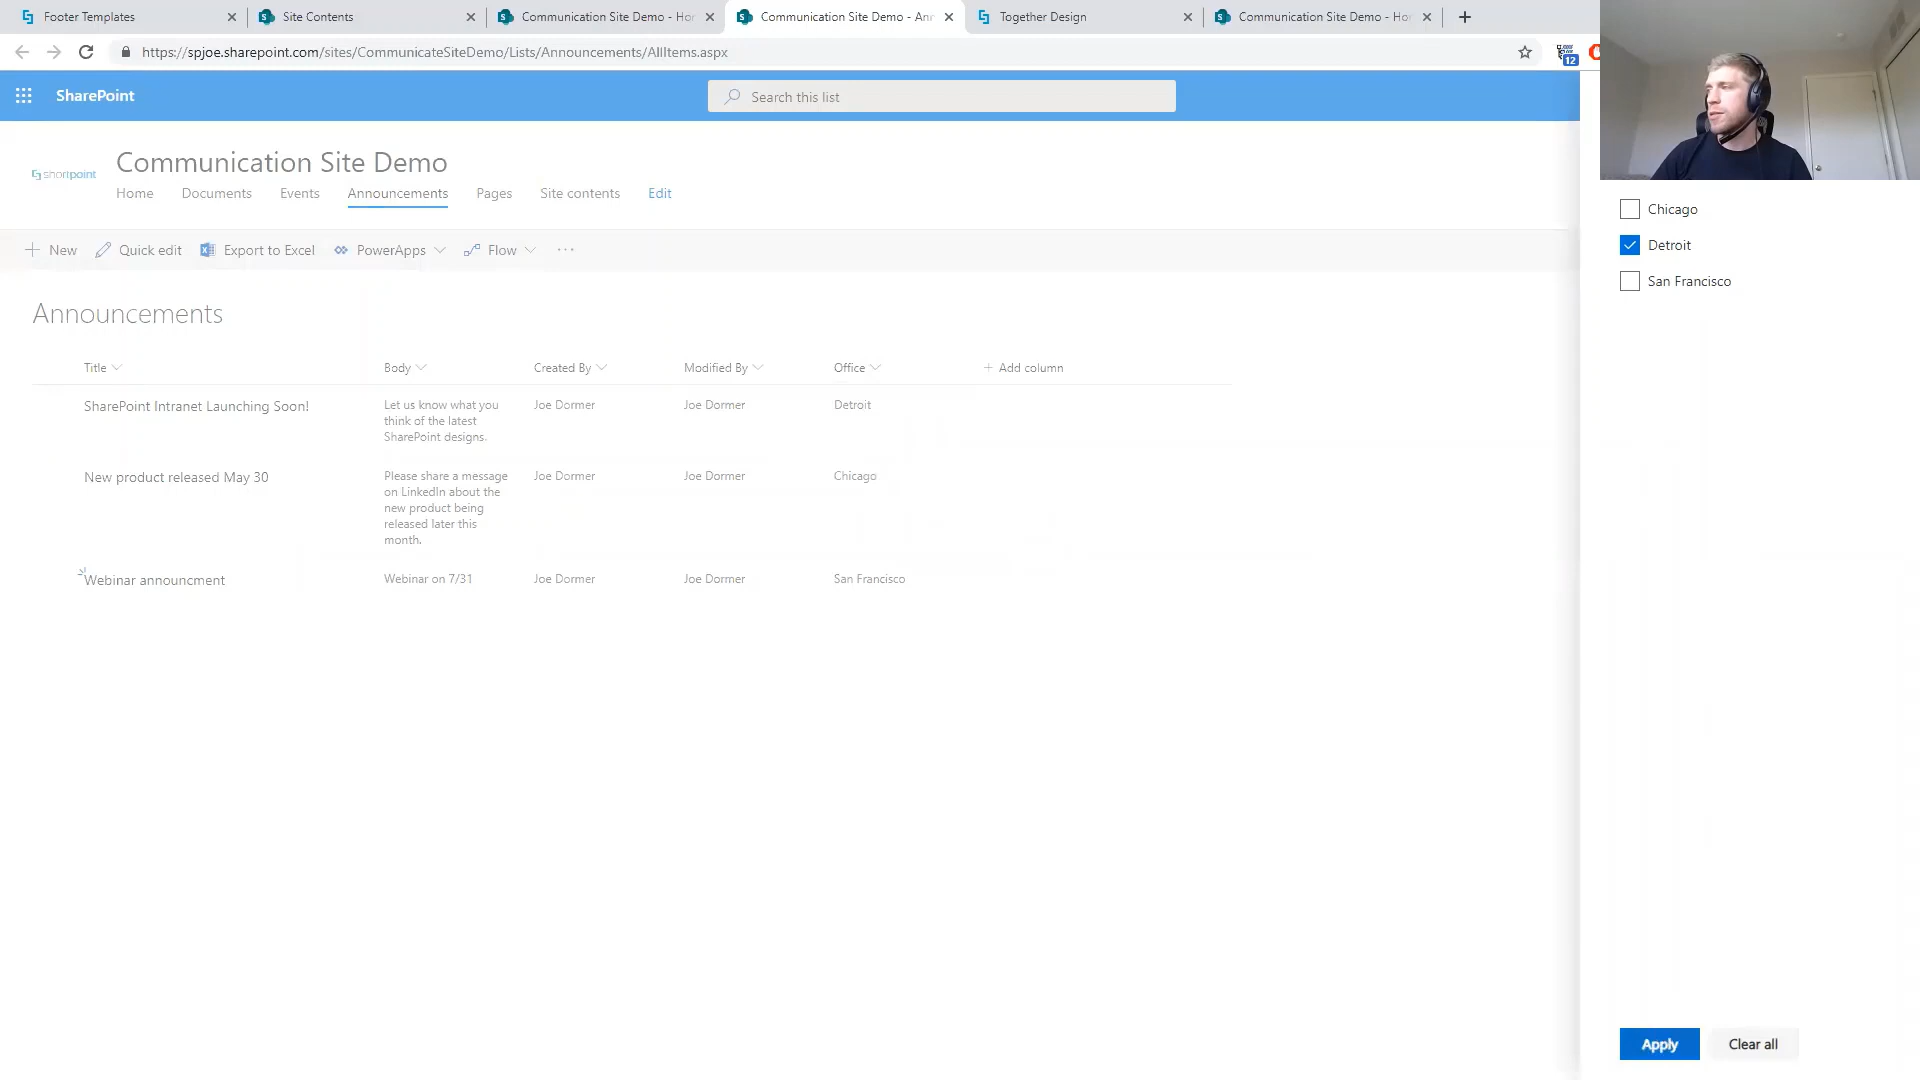 Footer Templates
Site Contents
Communication Site Demo - Ho
Communication Site Demo - An
Together Design
Communication Site Demo - Ho
https://spjoe.sharepoint.com/sites/CommunicateSiteDemo/Lists/Announcements/AllItems.aspx
12
SharePoint
Search this list
shortpoint
Communication Site Demo
Home Documents Events Announcements Pages Site contents Edit
New Quick edit Export to Excel PowerApps Flow ...
Announcements
Title Body Created By Modified By Office + Add column
SharePoint Intranet Launching Soon!
Let us know what you
think of the latest
SharePoint designs.
Joe Dormer
Joe Dormer
Detroit
New product released May 30
Please share a message
on LinkedIn about the
new product being
released later this
month.
Joe Dormer
Joe Dormer
Chicago
Webinar announcment
Webinar on 7/31
Joe Dormer
Joe Dormer
San Francisco
Chicago
Detroit
San Francisco
Apply
Clear all